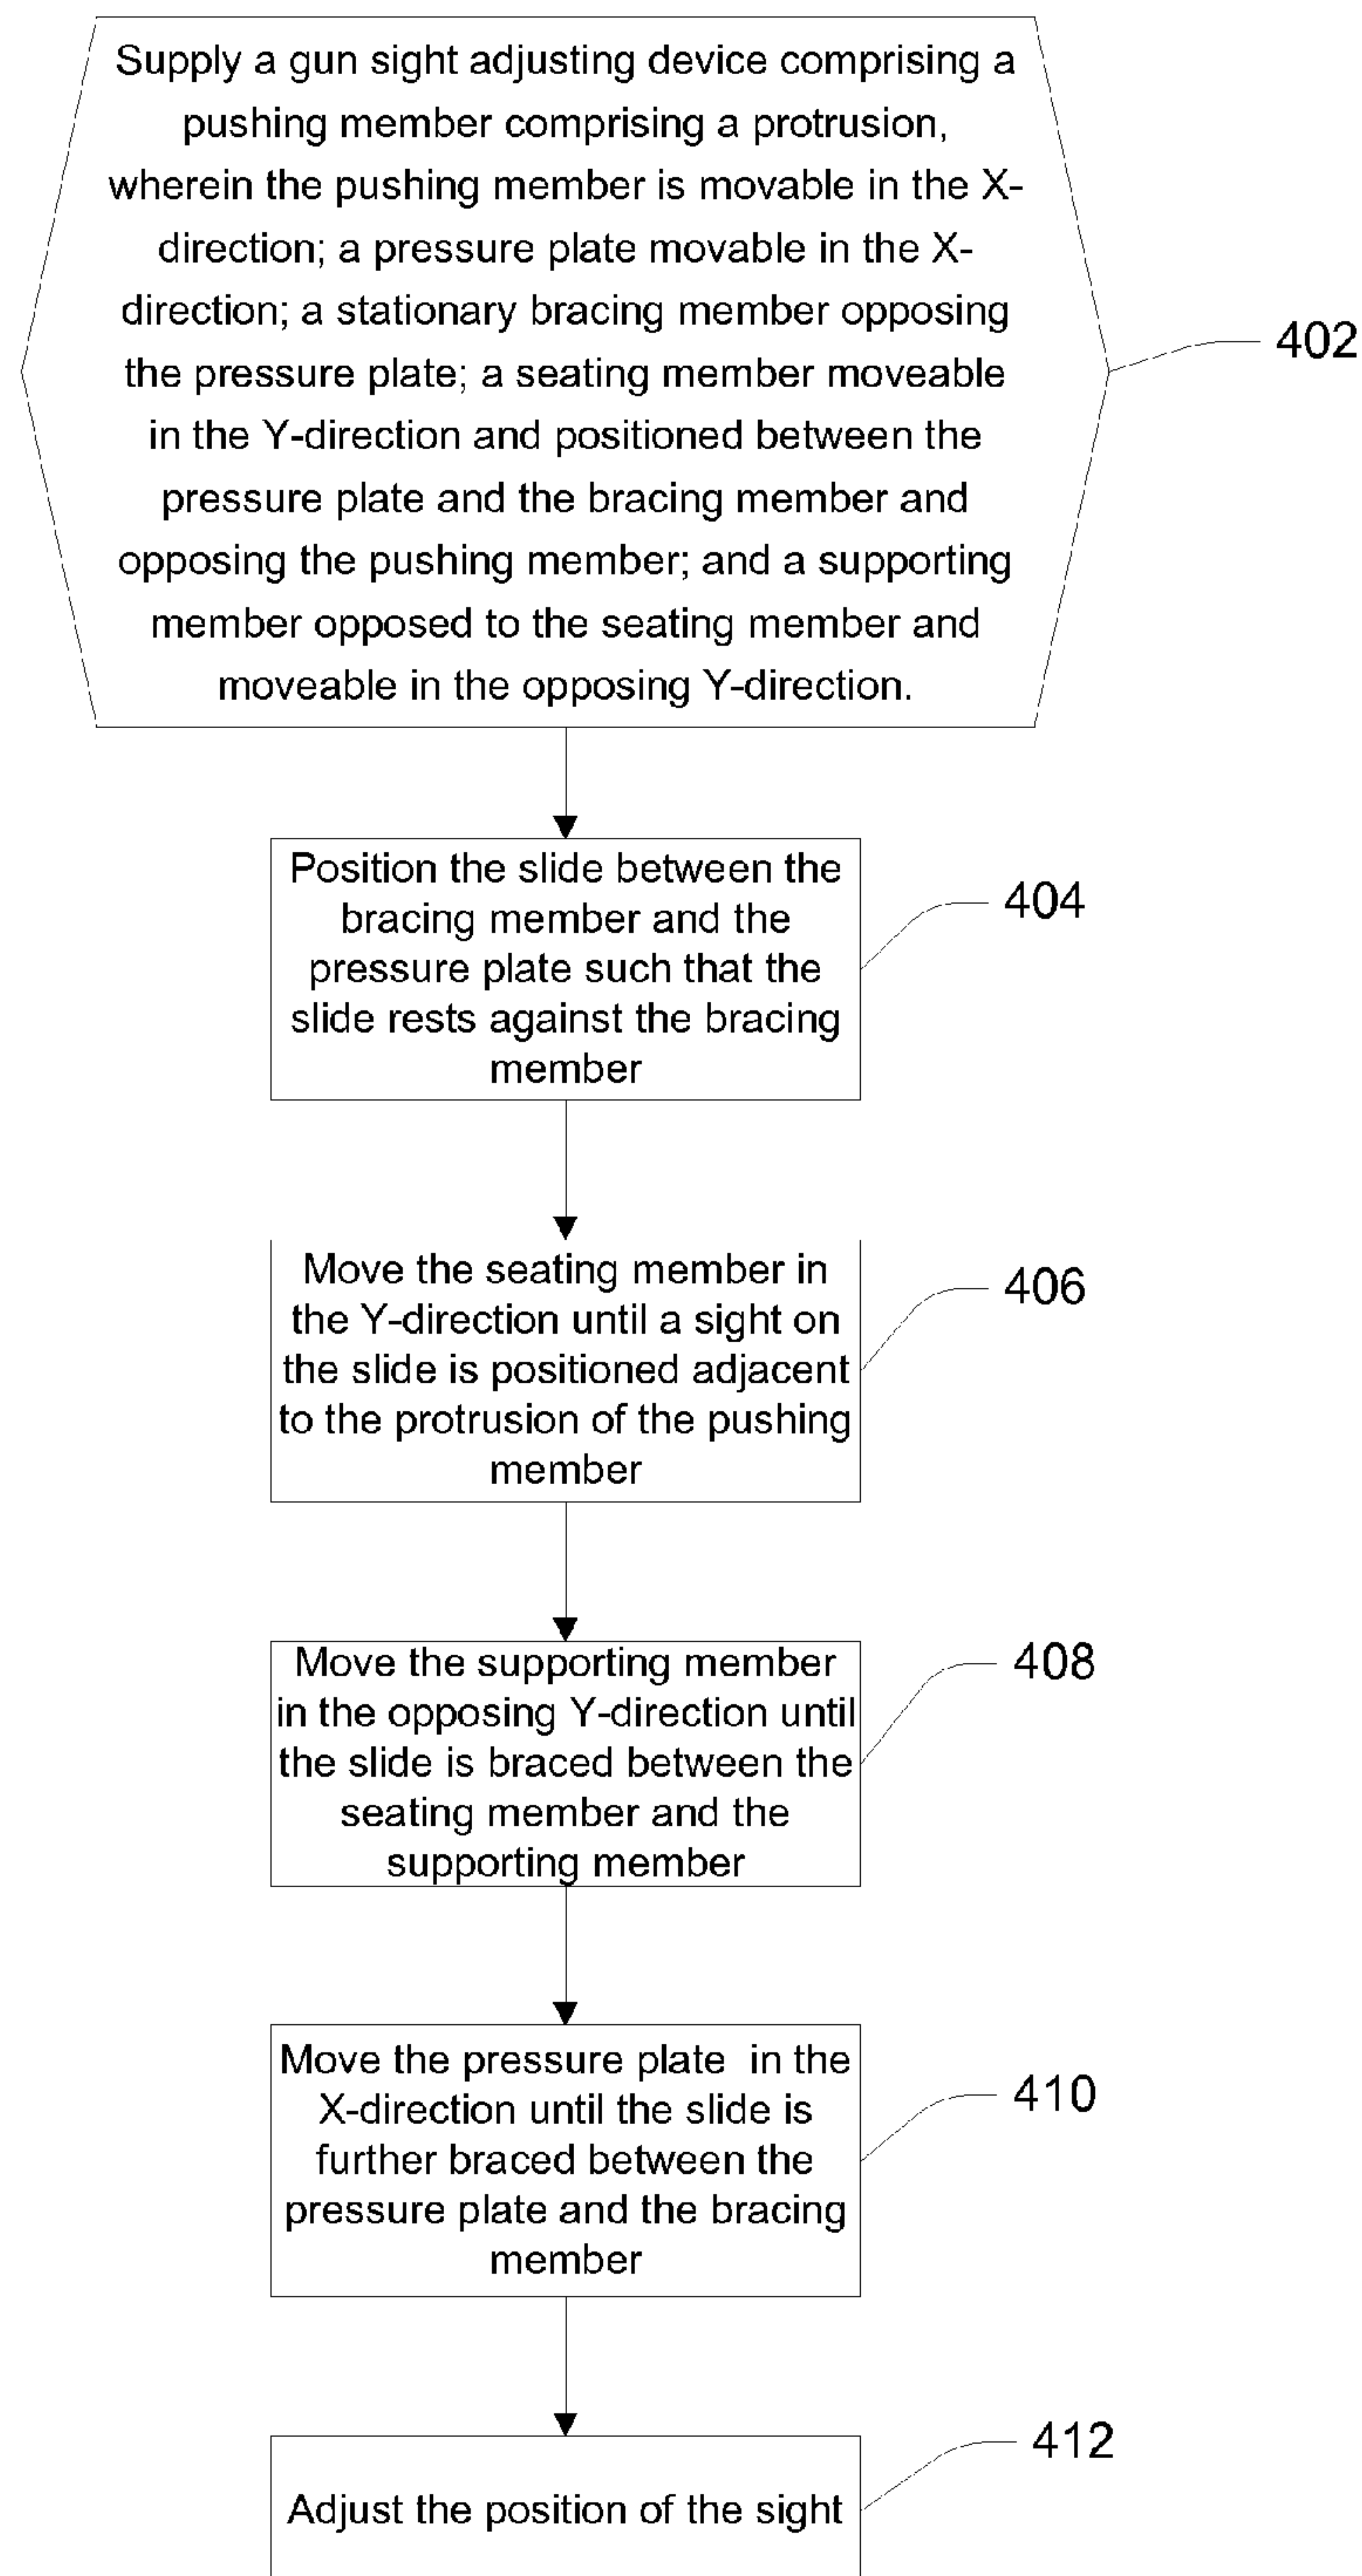 Supply a gun sight adjusting device comprising a
pushing member comprising a protrusion,
wherein the pushing member is movable in the X-
direction; a pressure plate movable in the X-
direction; a stationary bracing member opposing
the pressure plate; a seating member moveable
in the Y-direction and positioned between the
pressure plate and the bracing member and
opposing the pushing member; and a supporting
member opposed to the seating member and
moveable in the opposing Y-direction.
402
Position the slide between the
bracing member and the
pressure plate such that the
slide rests against the bracing
member
404
Move the seating member in
the Y-direction until a sight on
the slide is positioned adjacent
to the protrusion of the pushing
member
406
Move the supporting member
in the opposing Y-direction until
the slide is braced between the
seating member and the
supporting member
408
Move the pressure plate in the
X-direction until the slide is
further braced between the
pressure plate and the bracing
member
410
Adjust the position of the sight
412